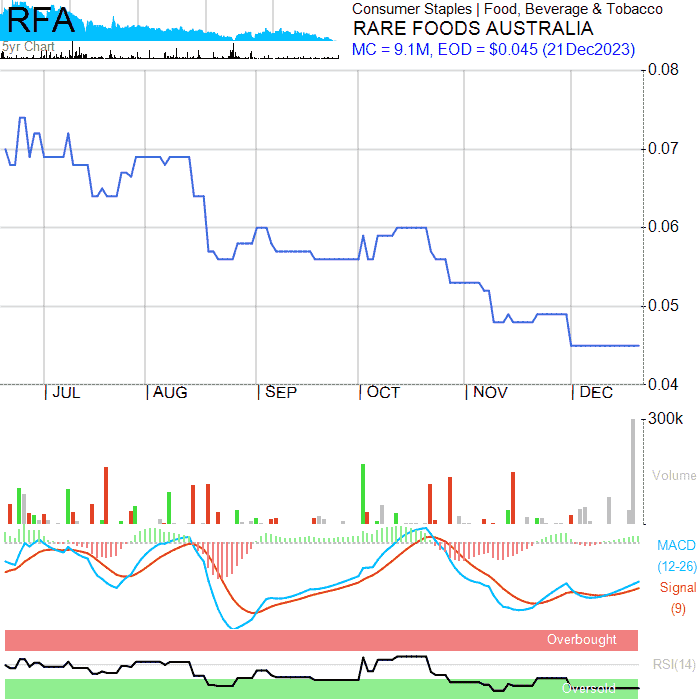 RFA
5yr Chart
Consumer Staples | Food, Beverage & Tobacco
RARE FOODS AUSTRALIA
MC = 9.1M, EOD = $0.045 (21Dec2023)
0.08
0.07
0.06
0.05
0.04
JUL AUG SEP OCT NOV DEC
300k
Volume
MACD
(12-26)
Signal
(9)
Overbought
RSI(14)
Oversold